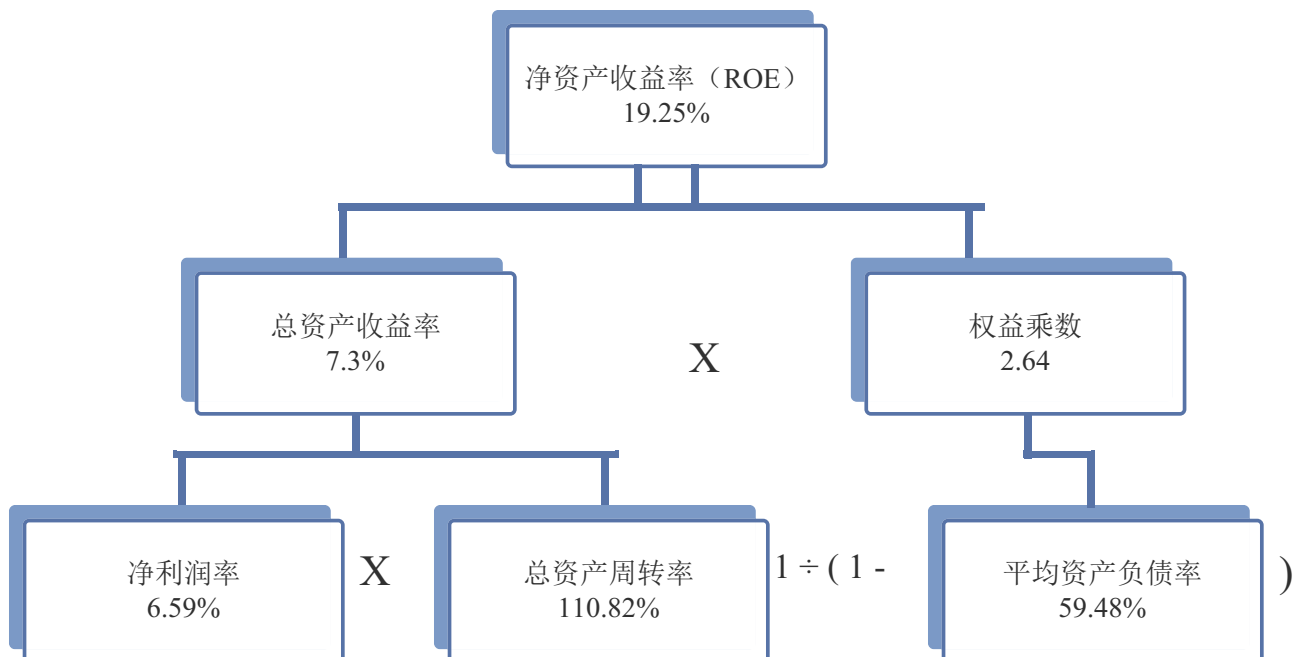 净资产收益率（ROE）
19.25%
总资产收益率
7.3%
X
权益乘数
2.64
净利润率
6.59%
X
总资产周转率
110.82%
1 ÷ ( 1 -
平均资产负债率
59.48%
)